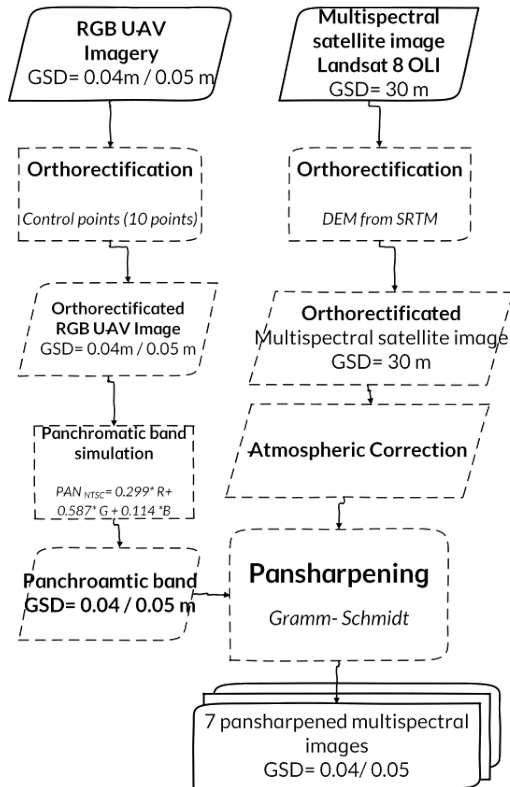 RGB U-AV
Imagery
GSD= 0.04m / 0.05 m
Multispectral
satellite image
Landsat 8 OLI
GSD= 30 m
Orthorectification
Control points (10 points)
Orthorectification
DEM from SRTM
Orthorectificated
RGB U-AV Image
GSD= 0.04m / 0.05 m
Orthorectificated
Multispectral satellite image
GSD= 30 m
Panchromatic band
simulation
PAN NTSC= 0.299* R+
0.587* G + 0.114 *B
Atmospheric Correction
Panchroamtic band
GSD= 0.04 / 0.05 m
Pansharpening
Gramm- Schmidt
7 pansharpened multispectral
images
GSD= 0.04/ 0.05